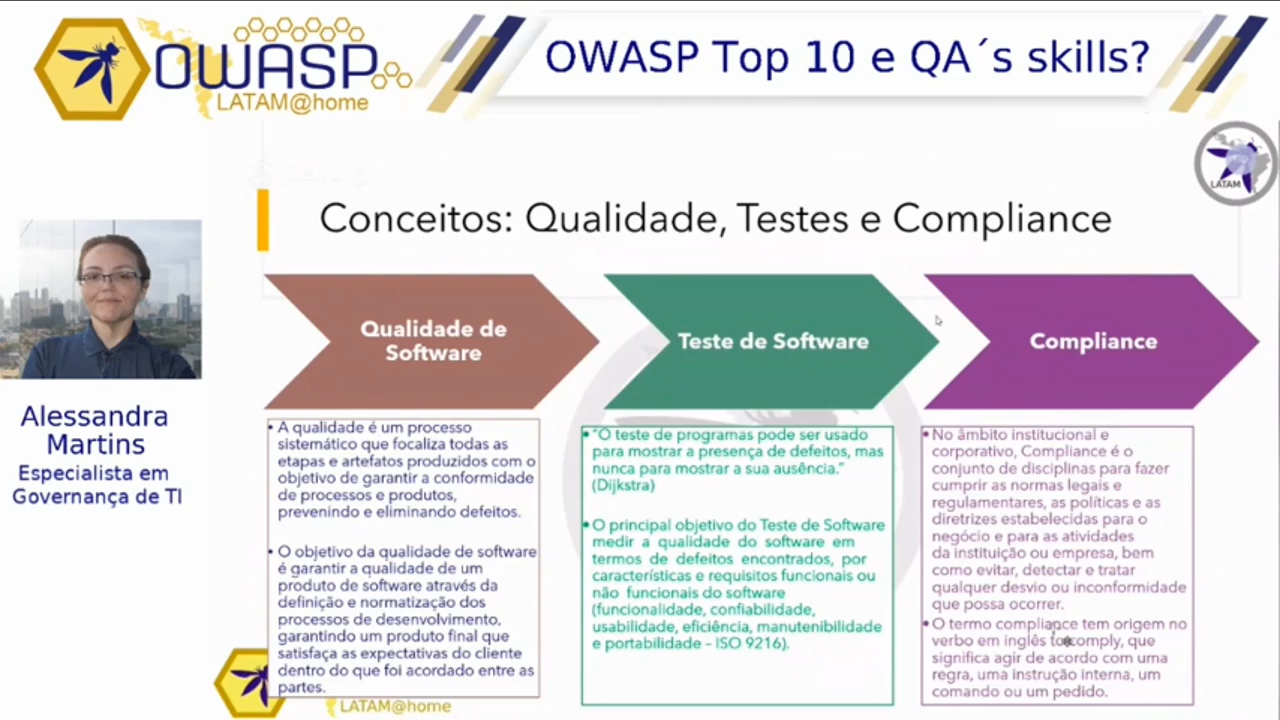 OWASP
LATAM@home
OWASP Top 10 e QA´s skills?
LATAM
Conceitos: Qualidade, Testes e Compliance
Alessandra
Martins
Especialista em
Governança de TI
Qualidade de
Software
• A qualidade é um processo
sistemático que focaliza todas as
etapas e artefatos produzidos com o
objetivo de garantir a conformidade
de processos e produtos,
prevenindo e eliminando defeitos.
• O objetivo da qualidade de software
é garantir a qualidade de um
produto de software através da
definição e normatização dos
processos de desenvolvimento,
garantindo um produto final que
satisfaça as expectativas do cliente
dentro do que foi acordado entre as
partes.
Teste de Software
• “O teste de programas pode ser usado
para mostrar a presença de defeitos, mas
nunca para mostrar a sua ausência.”
(Dijkstra)
• O principal objetivo do Teste de Software
medir a qualidade do software em
termos de defeitos encontrados, por
características e requisitos funcionais ou
não funcionais do software
(funcionalidade, confiabilidade,
usabilidade, eficiência, manutenibilidade
e portabilidade – ISO 9216).
Compliance
• No âmbito institucional e
corporativo, Compliance é o
conjunto de disciplinas para fazer
cumprir as normas legais e
regulamentares, as políticas e as
diretrizes estabelecidas para o
negócio e para as atividades
da instituição ou empresa, bem
como evitar, detectar e tratar
qualquer desvio ou inconformidade
que possa ocorrer.
• O termo compliance tem origem no
verbo em inglês to comply, que
significa agir de acordo com uma
regra, uma instrução interna, um
comando ou um pedido.
LATAM@home